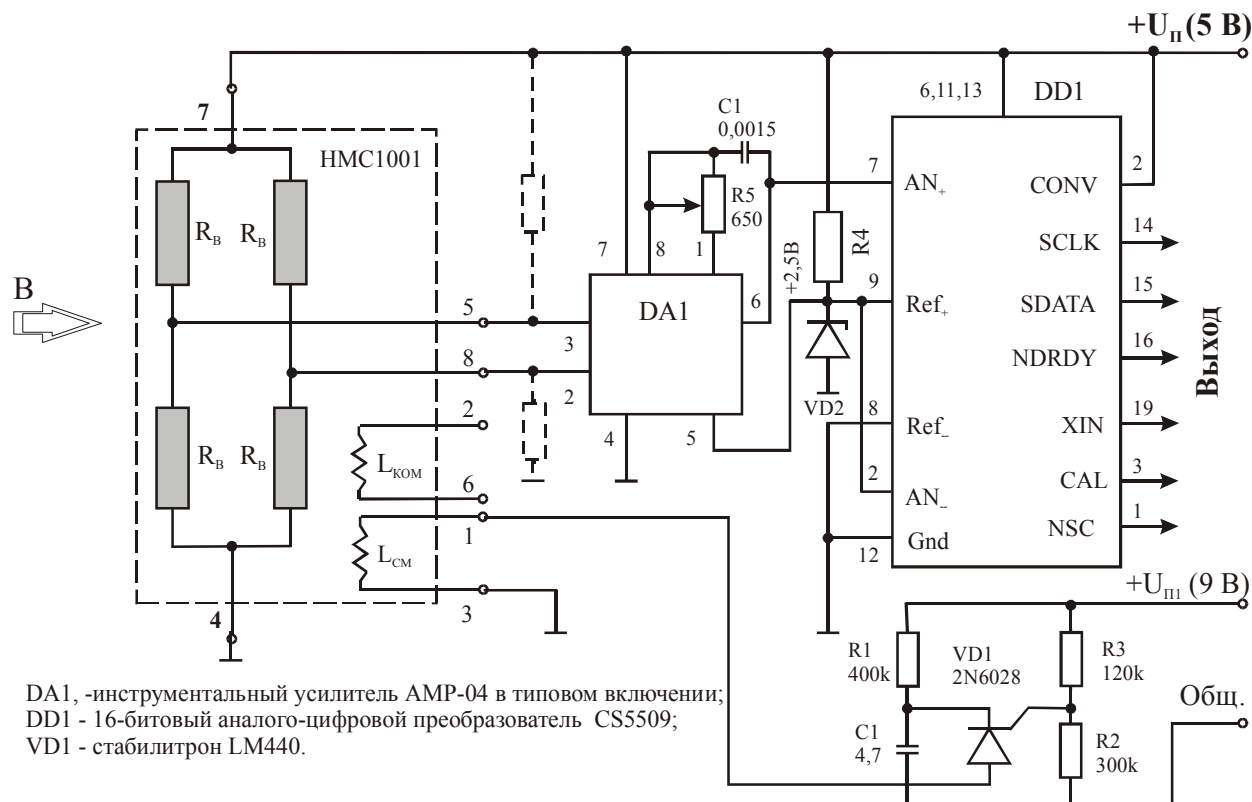 +Uп (5 В)
7
HMC1001
Rв
Rв
Rв
Rв
B
5
8
2
6
1
3
4
Lком
Lсм
C1
0,0015
R5
650
7
8
1
3
2
DA1
6
4
5
+2,5В
R4
VD2
6,11,13
DD1
7
AN+
9
Ref+
8
Ref-
2
AN-
12
Gnd
CONV
2
SCLK
14
SDATA
15
NDRDY
16
XIN
19
CAL
3
NSC
1
Выход
+Uп1 (9 В)
R1
400k
VD1
2N6028
R3
120k
C1
4,7
R2
300k
Общ.
DA1, -инструментальный усилитель AMP-04 в типовом включении;
DD1 - 16-битовый аналого-цифровой преобразователь CS5509;
VD1 - стабилитрон LM440.